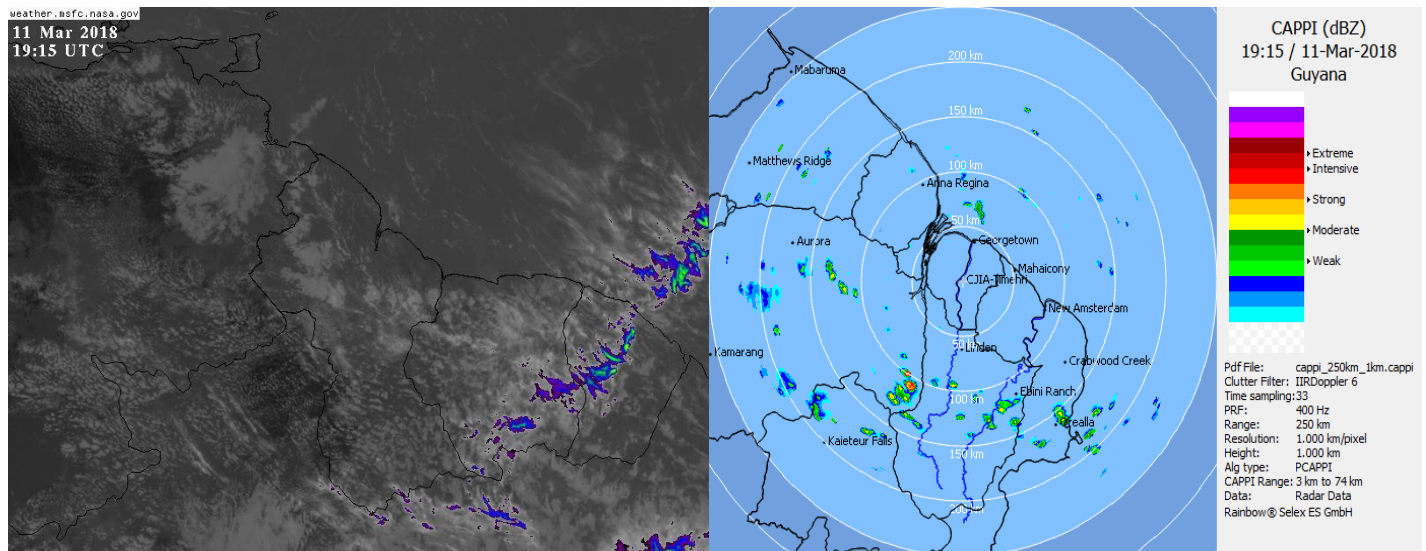 weather.msfc.nasa.gov
11 Mar 2018
19:15 UTC
200 km
Mabaruma
150 km
Matthews Ridge
100 km
Anna Regina
50 km
Aurora
Georgetown
Mahaicony
CJIA-Timehri
New Amsterdam
Kamarang
50 km
Linden
Crabwood Creek
Ebini Ranch
100 km
Kaieteur Falls
150 km
200 km
CAPPI (dBZ)
19:15 / 11-Mar-2018
Guyana
Extreme
Intensive
Strong
Moderate
Weak
Pdf File: cappi_250km_1km.cappi
Clutter Filter: IIRDoppler 6
Time sampling:33
PRF: 400 Hz
Range: 250 km
Resolution: 1.000 km/pixel
Height: 1.000 km
Alg type: PCAPPI
CAPPI Range: 3 km to 74 km
Data: Radar Data
Rainbow® Selex ES GmbH